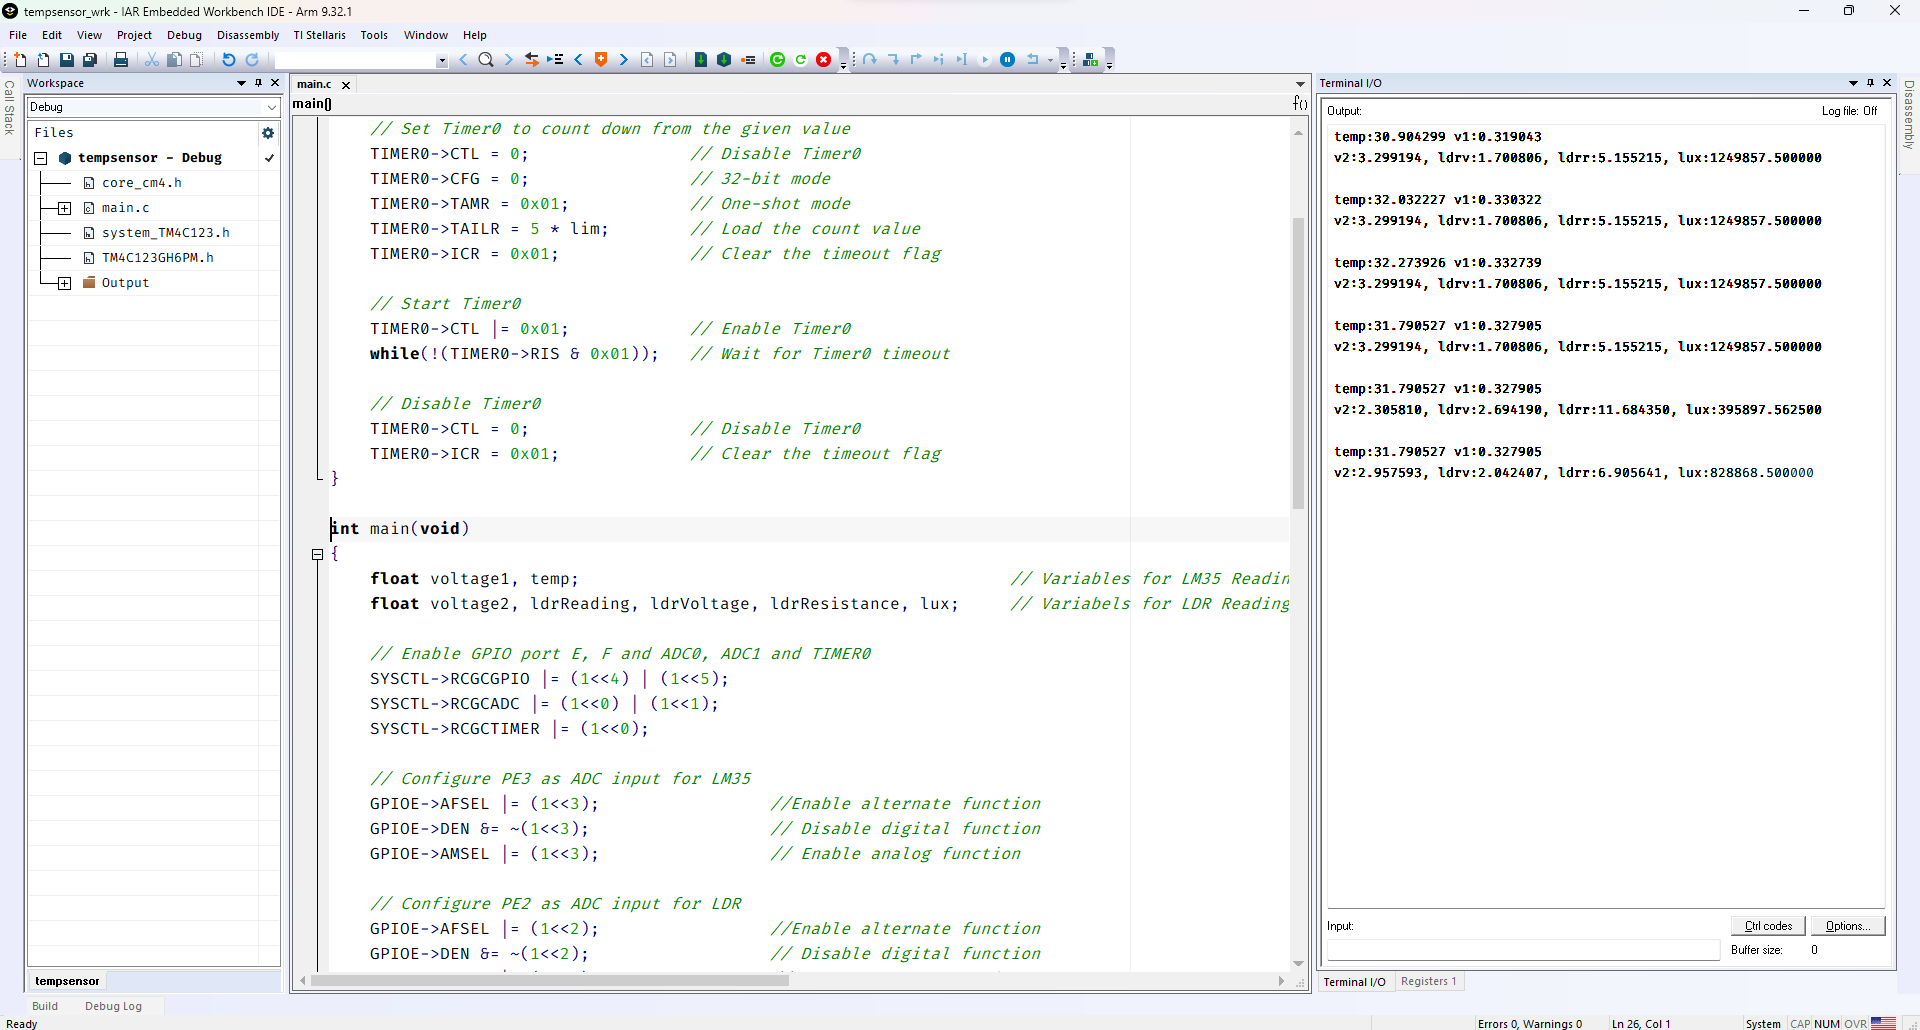 tempsensor_wrk - IAR Embedded Workbench IDE - Arm 9.32.1
File Edit View Project Debug Disassembly TI Stellaris Tools Window Help
Call Stack
Workspace
Debug
Files
tempsensor - Debug
core_cm4.h
main.c
system_TM4C123.h
TM4C123GH6PM.h
Output
tempsensor
Build Debug Log
main.c
main()
f()
// Set Timer0 to count down from the given value
TIMER0->CTL = 0; // Disable Timer0
TIMER0->CFG = 0; // 32-bit mode
TIMER0->TAMR = 0x01; // One-shot mode
TIMER0->TAILR = 5 * lim; // Load the count value
TIMER0->ICR = 0x01; // Clear the timeout flag
// Start Timer0
TIMER0->CTL |= 0x01; // Enable Timer0
while(!(TIMER0->RIS & 0x01)); // Wait for Timer0 timeout
// Disable Timer0
TIMER0->CTL = 0; // Disable Timer0
TIMER0->ICR = 0x01; // Clear the timeout flag
}
int main(void)
{
float voltage1, temp; // Variables for LM35 Readin
float voltage2, ldrReading, ldrVoltage, ldrResistance, lux; // Variabels for LDR Reading
// Enable GPIO port E, F and ADC0, ADC1 and TIMER0
SYSCTL->RCGCGPIO |= (1<<4) | (1<<5);
SYSCTL->RCGCADC |= (1<<0) | (1<<1);
SYSCTL->RCGCTIMER |= (1<<0);
// Configure PE3 as ADC input for LM35
GPIOE->AFSEL |= (1<<3); //Enable alternate function
GPIOE->DEN &= ~(1<<3); // Disable digital function
GPIOE->AMSEL |= (1<<3); // Enable analog function
// Configure PE2 as ADC input for LDR
GPIOE->AFSEL |= (1<<2); //Enable alternate function
GPIOE->DEN &= ~(1<<2); // Disable digital function
Terminal I/O
Output: Log file: Off
temp:30.904299 v1:0.319043
v2:3.299194, ldrv:1.700806, ldrr:5.155215, lux:1249857.500000
temp:32.032227 v1:0.330322
v2:3.299194, ldrv:1.700806, ldrr:5.155215, lux:1249857.500000
temp:32.273926 v1:0.332739
v2:3.299194, ldrv:1.700806, ldrr:5.155215, lux:1249857.500000
temp:31.790527 v1:0.327905
v2:3.299194, ldrv:1.700806, ldrr:5.155215, lux:1249857.500000
temp:31.790527 v1:0.327905
v2:2.305810, ldrv:2.694190, ldrr:11.684350, lux:395897.562500
temp:31.790527 v1:0.327905
v2:2.957593, ldrv:2.042407, ldrr:6.905641, lux:828868.500000
Input: Ctrl codes Options...
Buffer size: 0
Terminal I/O Registers 1
Disassembly
Ready Errors 0, Warnings 0 Ln 26, Col 1 System CAP NUM OVR